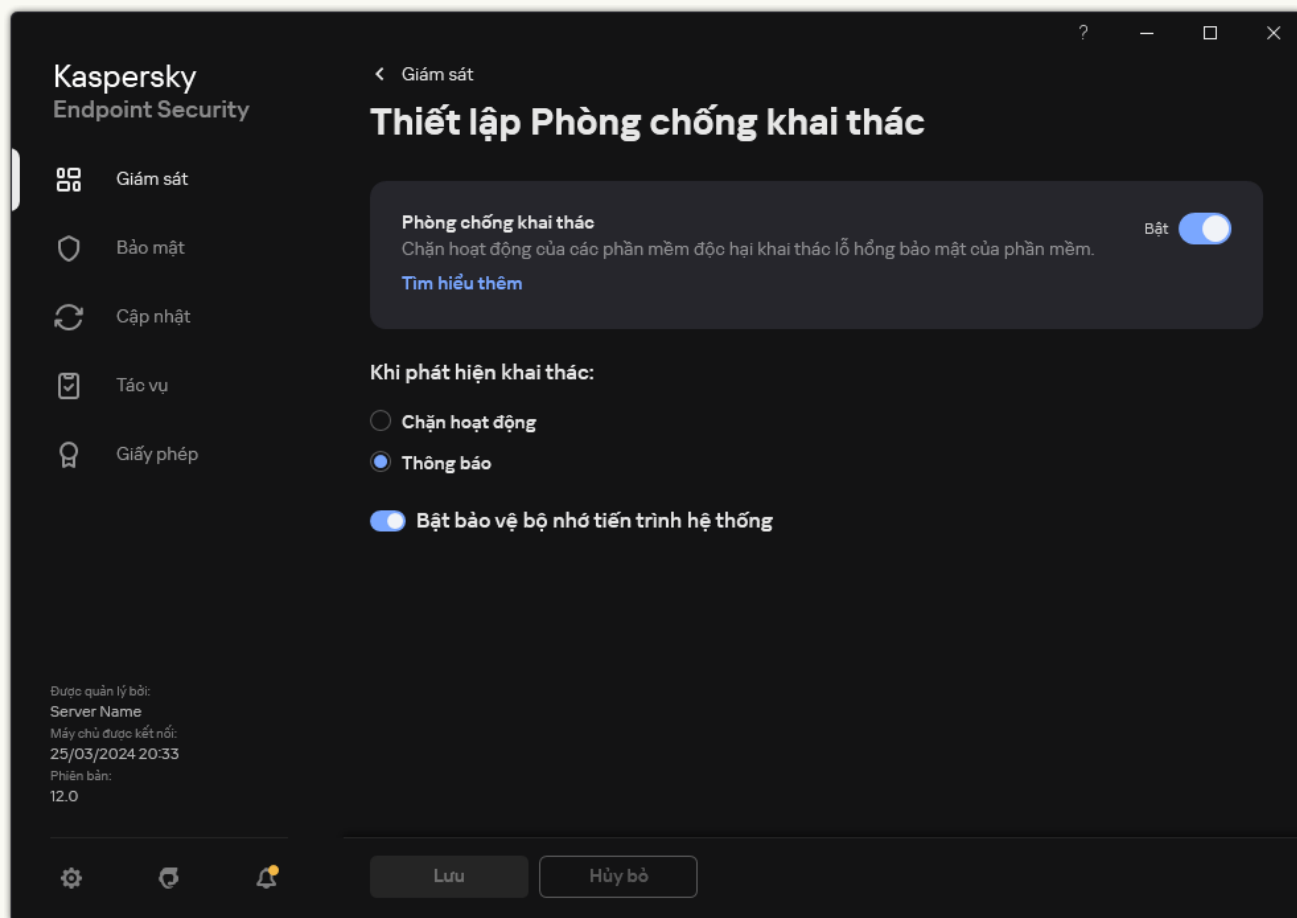 ?
Kaspersky
Endpoint Security
Giám sát
Bảo mật
Cập nhật
Tác vụ
Giấy phép
Được quản lý bởi:
Server Name
Máy chủ được kết nối:
25/03/2024 20:33
Phiên bản:
12.0
Giám sát
Thiết lập Phòng chống khai thác
Phòng chống khai thác
Bật
Chặn hoạt động của các phần mềm độc hại khai thác lỗ hổng bảo mật của phần mềm.
Tìm hiểu thêm
Khi phát hiện khai thác:
Chặn hoạt động
Thông báo
Bật bảo vệ bộ nhớ tiến trình hệ thống
Lưu
Hủy bỏ